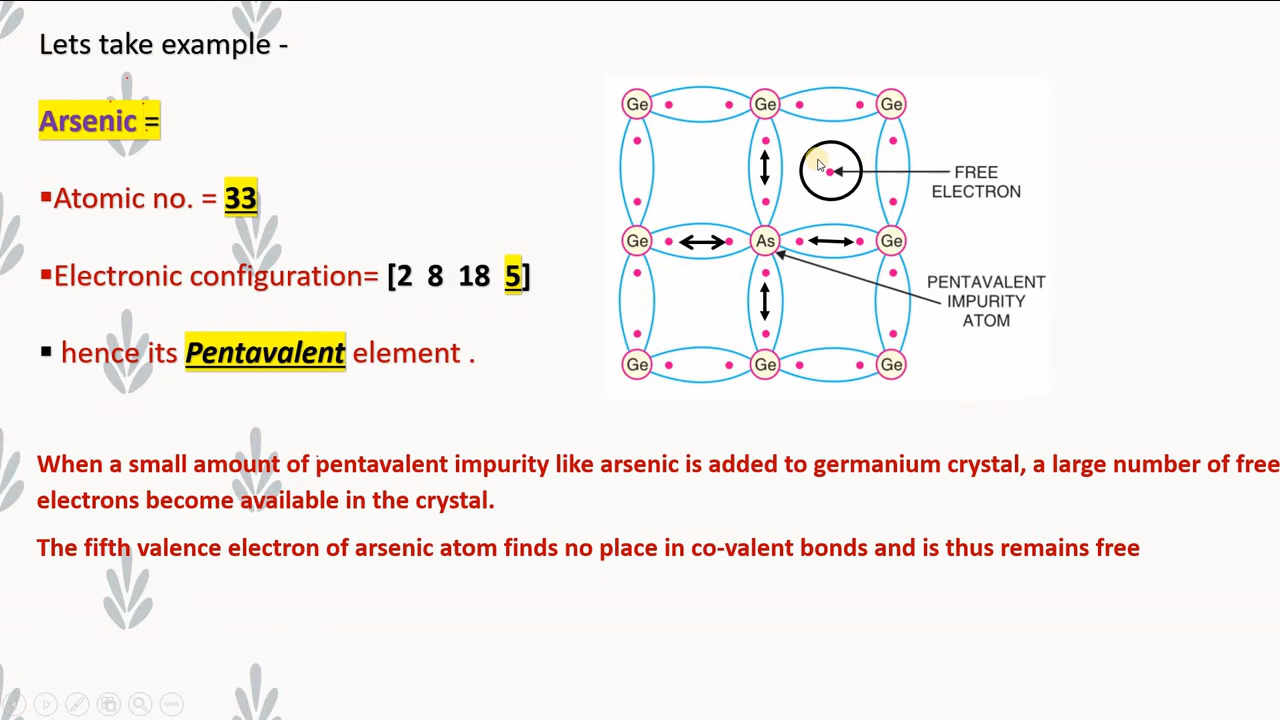 Lets take example -
Arsenic =
▪Atomic no. = 33
▪Electronic configuration= [2 8 18 5]
▪ hence its Pentavalent element .
Ge Ge Ge
FREE
ELECTRON
Ge As Ge
PENTAVALENT
IMPURITY
ATOM
Ge Ge Ge
When a small amount of pentavalent impurity like arsenic is added to germanium crystal, a large number of free
electrons become available in the crystal.
The fifth valence electron of arsenic atom finds no place in co-valent bonds and is thus remains free